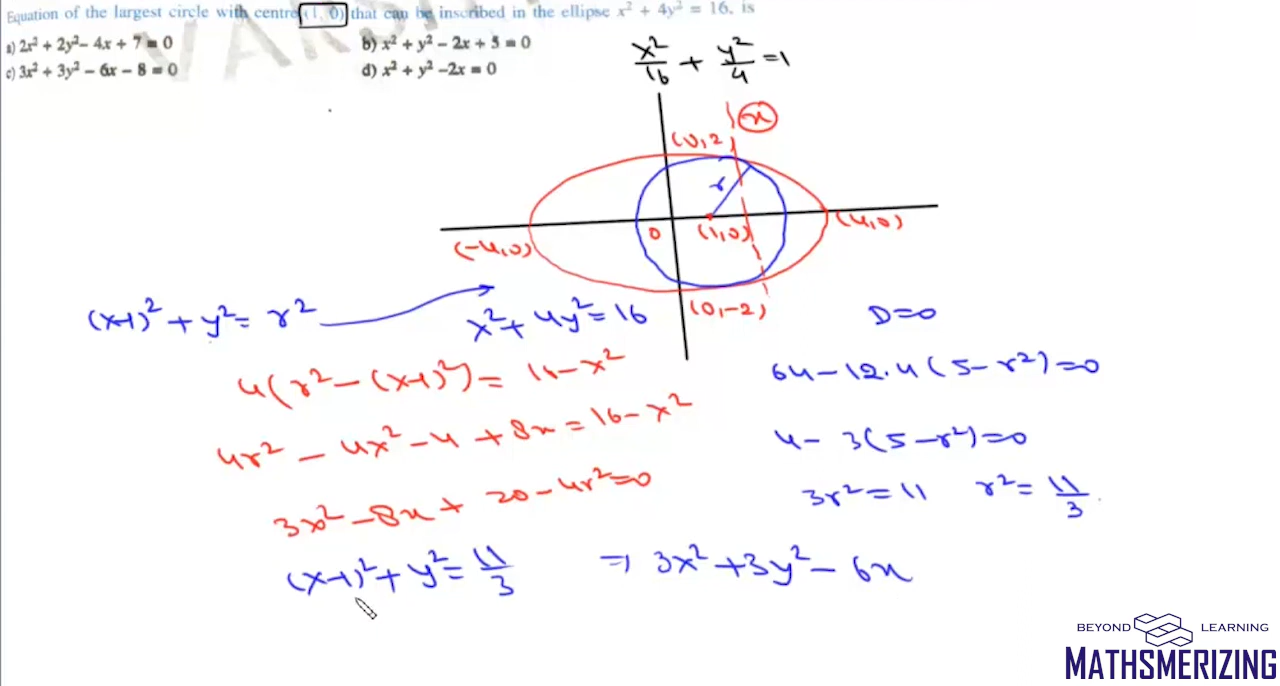 Equation of the largest circle with centre (1, 0) that can be inscribed in the ellipse x² + 4y² = 16, is
a) 2x² + 2y² – 4x + 7 = 0 b) x² + y² – 2x + 5 = 0
c) 3x² + 3y² – 6x – 8 = 0 d) x² + y² –2x = 0
x²/16 + y²/4 = 1
x
(0,2)
r
(-4,0) 0 (1,0) (4,0)
(0,-2)
(x-1)² + y² = r² x² + 4y² = 16 D=0
4(r² - (x-1)²) = 16 - x² 64 - 12.4(5 - r²) = 0
4r² - 4x² - 4 + 8x = 16 - x² 4 - 3(5 - r²) = 0
3x² - 8x + 20 - 4r² = 0 3r² = 11 r² = 11/3
(x-1)² + y² = 11/3 ⇒ 3x² + 3y² - 6x
BEYOND LEARNING
MATHSMERIZING